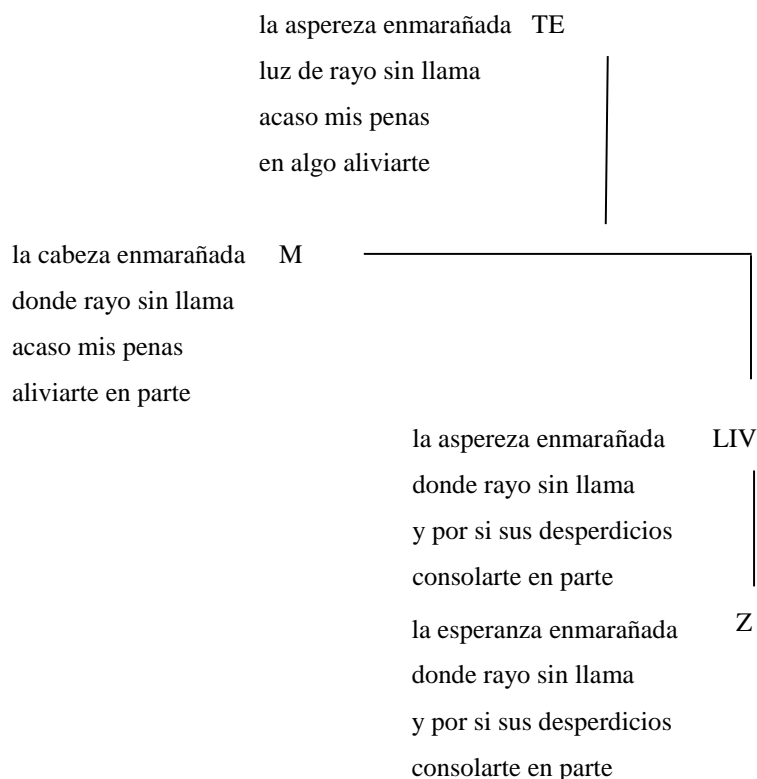 la aspereza enmarañada TE
luz de rayo sin llama
acaso mis penas
en algo aliviarte
la cabeza enmarañada M
donde rayo sin llama
acaso mis penas
aliviarte en parte
la aspereza enmarañada LIV
donde rayo sin llama
y por si sus desperdicios
consolarte en parte
la esperanza enmarañada Z
donde rayo sin llama
y por si sus desperdicios
consolarte en parte